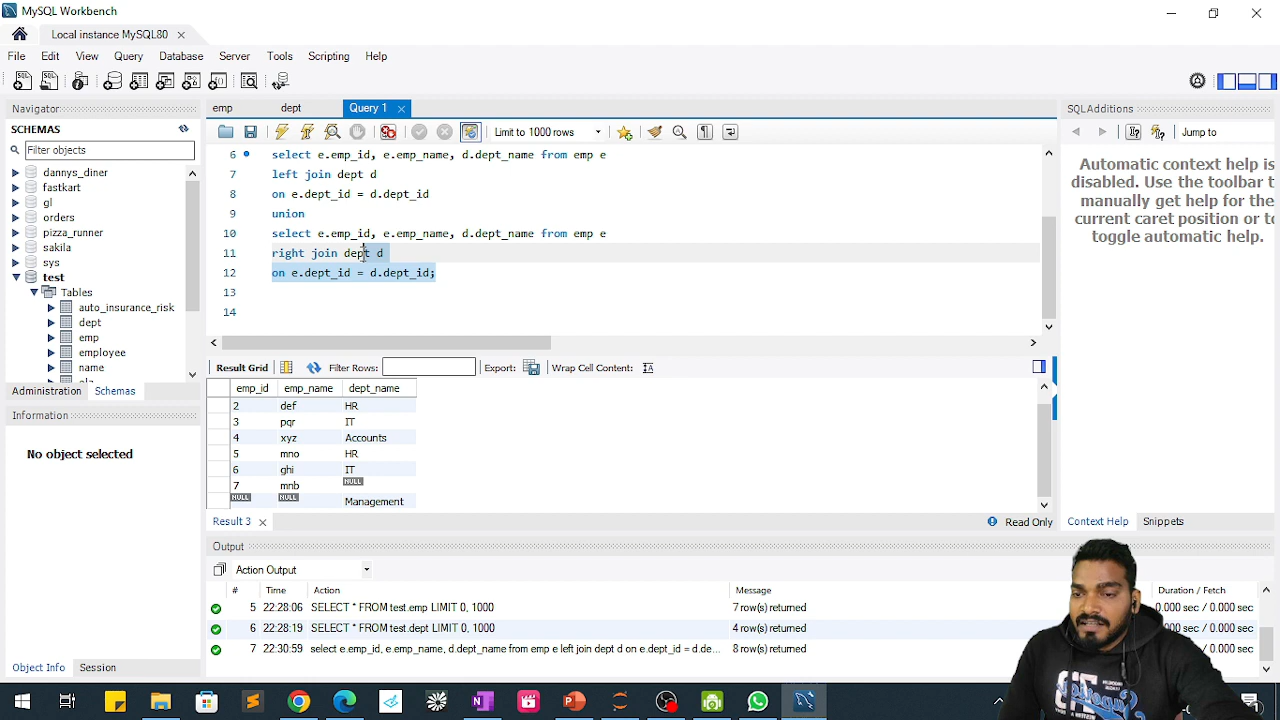 MySQL Workbench
Local instance MySQL80
File Edit View Query Database Server Tools Scripting Help
Navigator
SCHEMAS
Filter objects
dannys_diner
fastkart
gl
orders
pizza_runner
sakila
sys
test
Tables
auto_insurance_risk
dept
emp
employee
name
Administration Schemas
Information
No object selected
Object Info Session
emp dept Query 1
Limit to 1000 rows
6 select e.emp_id, e.emp_name, d.dept_name from emp e
7 left join dept d
8 on e.dept_id = d.dept_id
9 union
10 select e.emp_id, e.emp_name, d.dept_name from emp e
11 right join dept d
12 on e.dept_id = d.dept_id;
13
14
Result Grid Filter Rows: Export: Wrap Cell Content:
emp_id emp_name dept_name
2 def HR
3 pqr IT
4 xyz Accounts
5 mno HR
6 ghi IT
7 mnb NULL
NULL NULL Management
Result 3 Read Only
Output
Action Output
# Time Action Message Duration / Fetch
5 22:28:06 SELECT * FROM test.emp LIMIT 0, 1000 7 row(s) returned 0.000 sec / 0.000 sec
6 22:28:19 SELECT * FROM test.dept LIMIT 0, 1000 4 row(s) returned 0.000 sec / 0.000 sec
7 22:30:59 select e.emp_id, e.emp_name, d.dept_name from emp e left join dept d on e.dept_id = d.de... 8 row(s) returned 0.000 sec / 0.000 sec
SQLAdditions
Jump to
Automatic context help is
disabled. Use the toolbar t
manually get help for the
current caret position or to
toggle automatic help.
Context Help Snippets